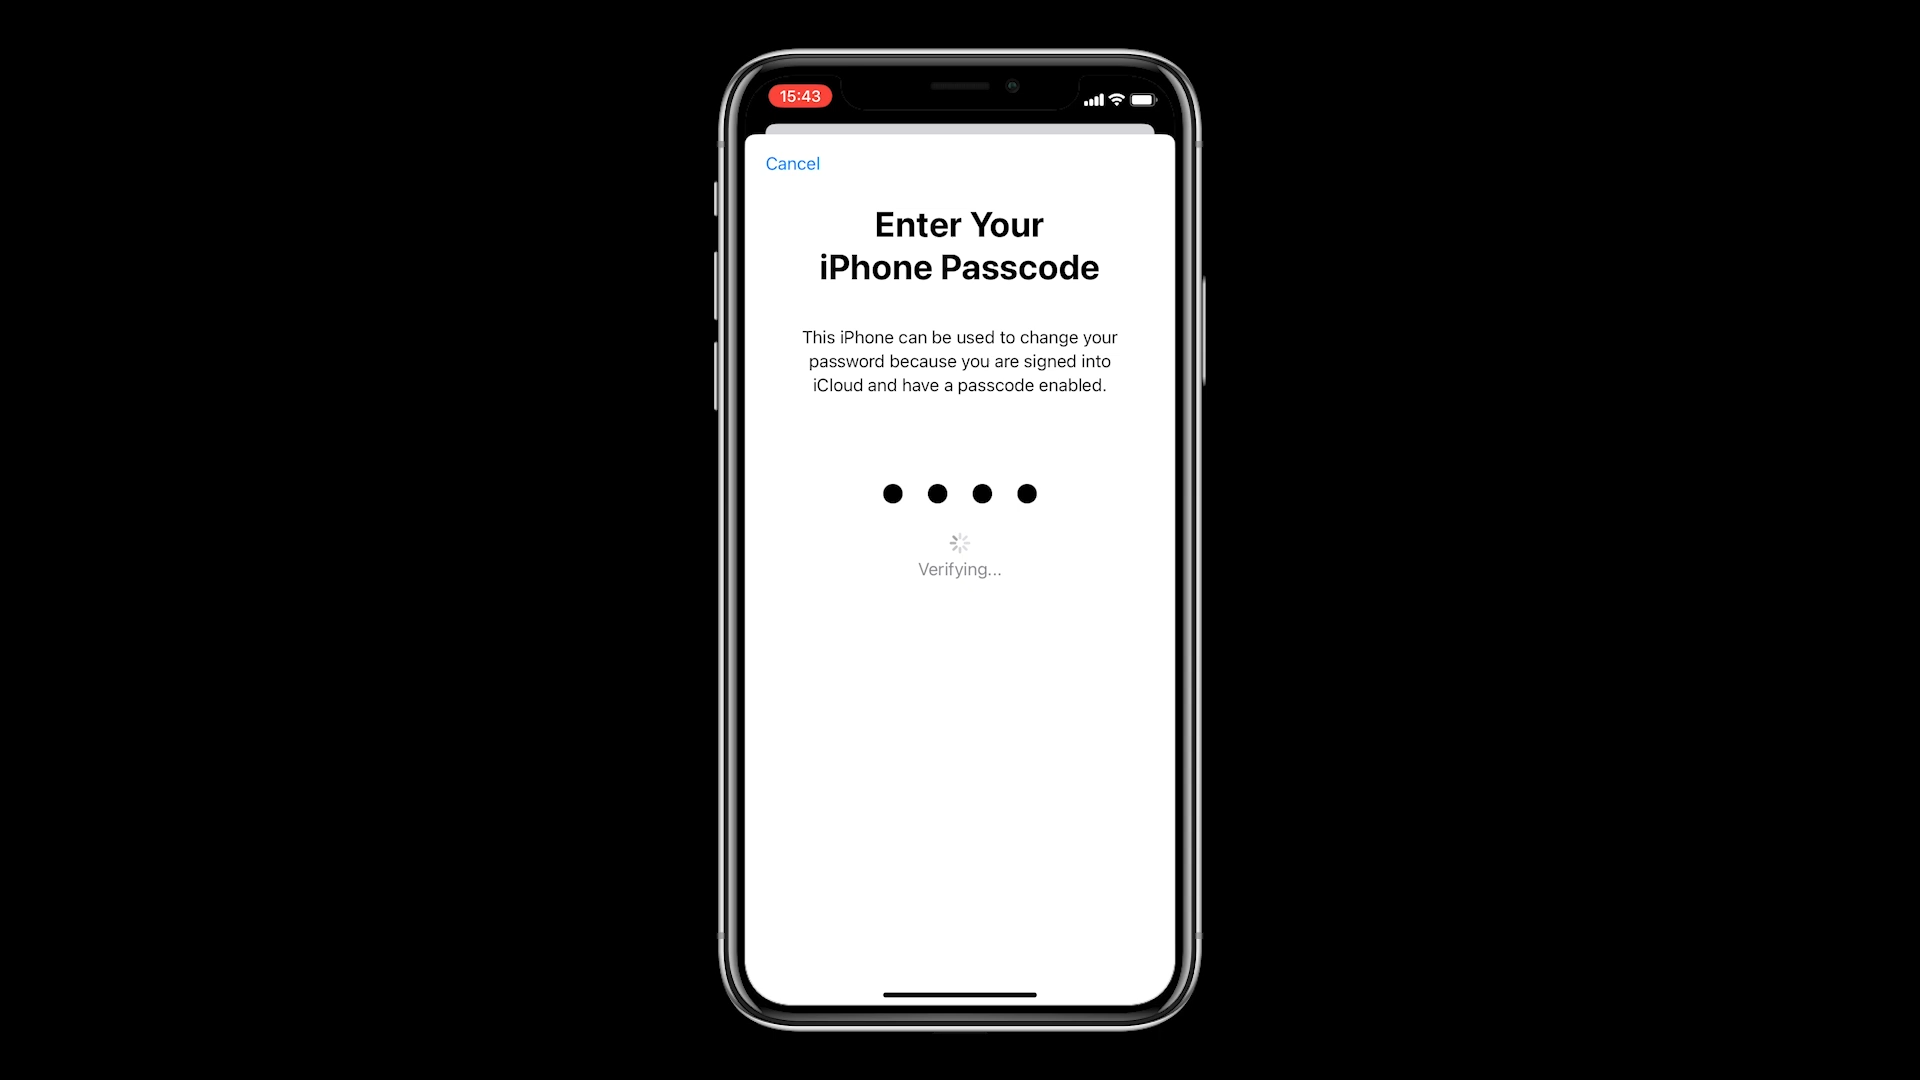 15:43
Cancel
Enter Your
iPhone Passcode
This iPhone can be used to change your
password because you are signed into
iCloud and have a passcode enabled.
Verifying...